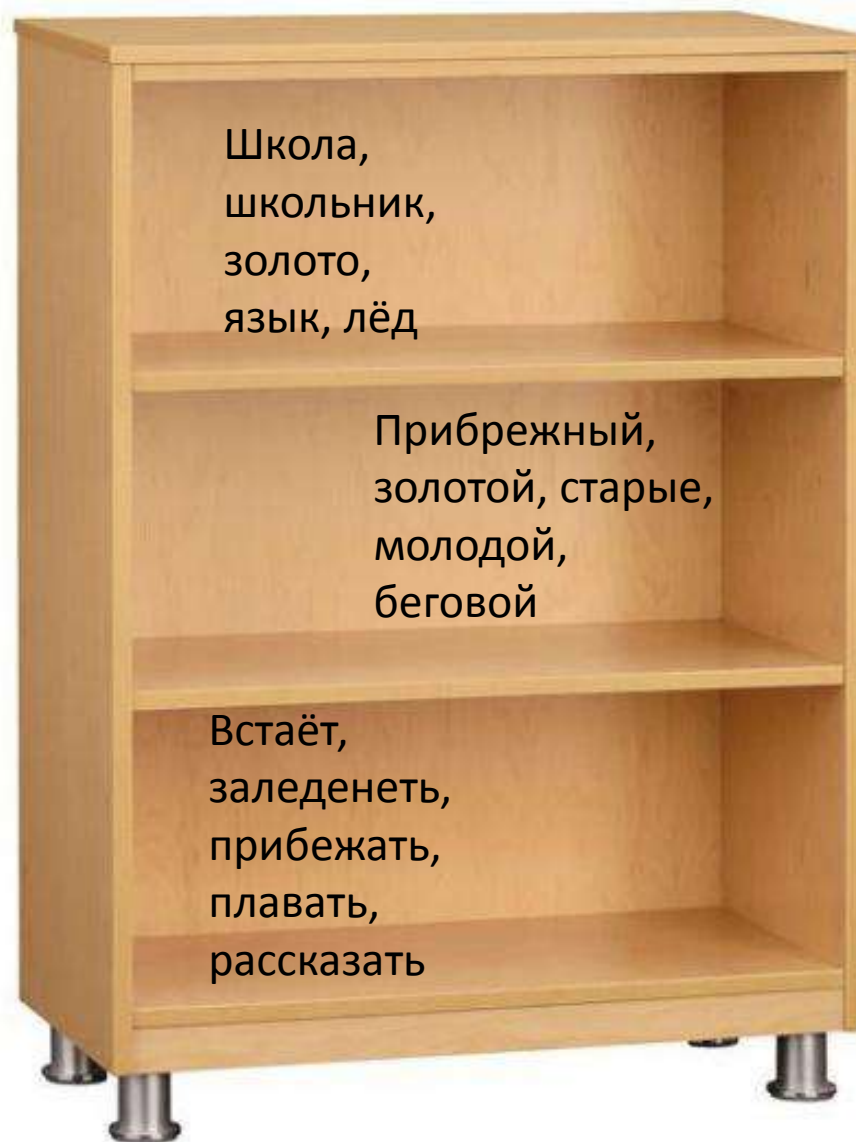 Школа,
школьник,
золото,
язык, лёд
Прибрежный,
золотой, старые,
молодой,
беговой
Встаёт,
заледенеть,
прибежать,
плавать,
рассказать